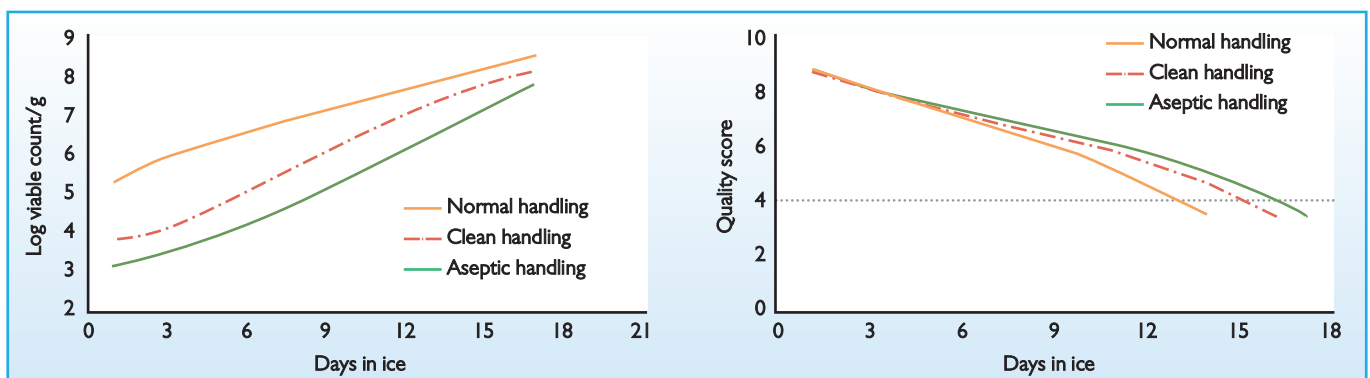 9
8
7
6
5
4
3
2
Log viable count/g
Normal handling
Clean handling
Aseptic handling
0 3 6 9 12 15 18 21
Days in ice
10
8
6
4
2
0
Quality score
Normal handling
Clean handling
Aseptic handling
0 3 6 9 12 15 18
Days in ice